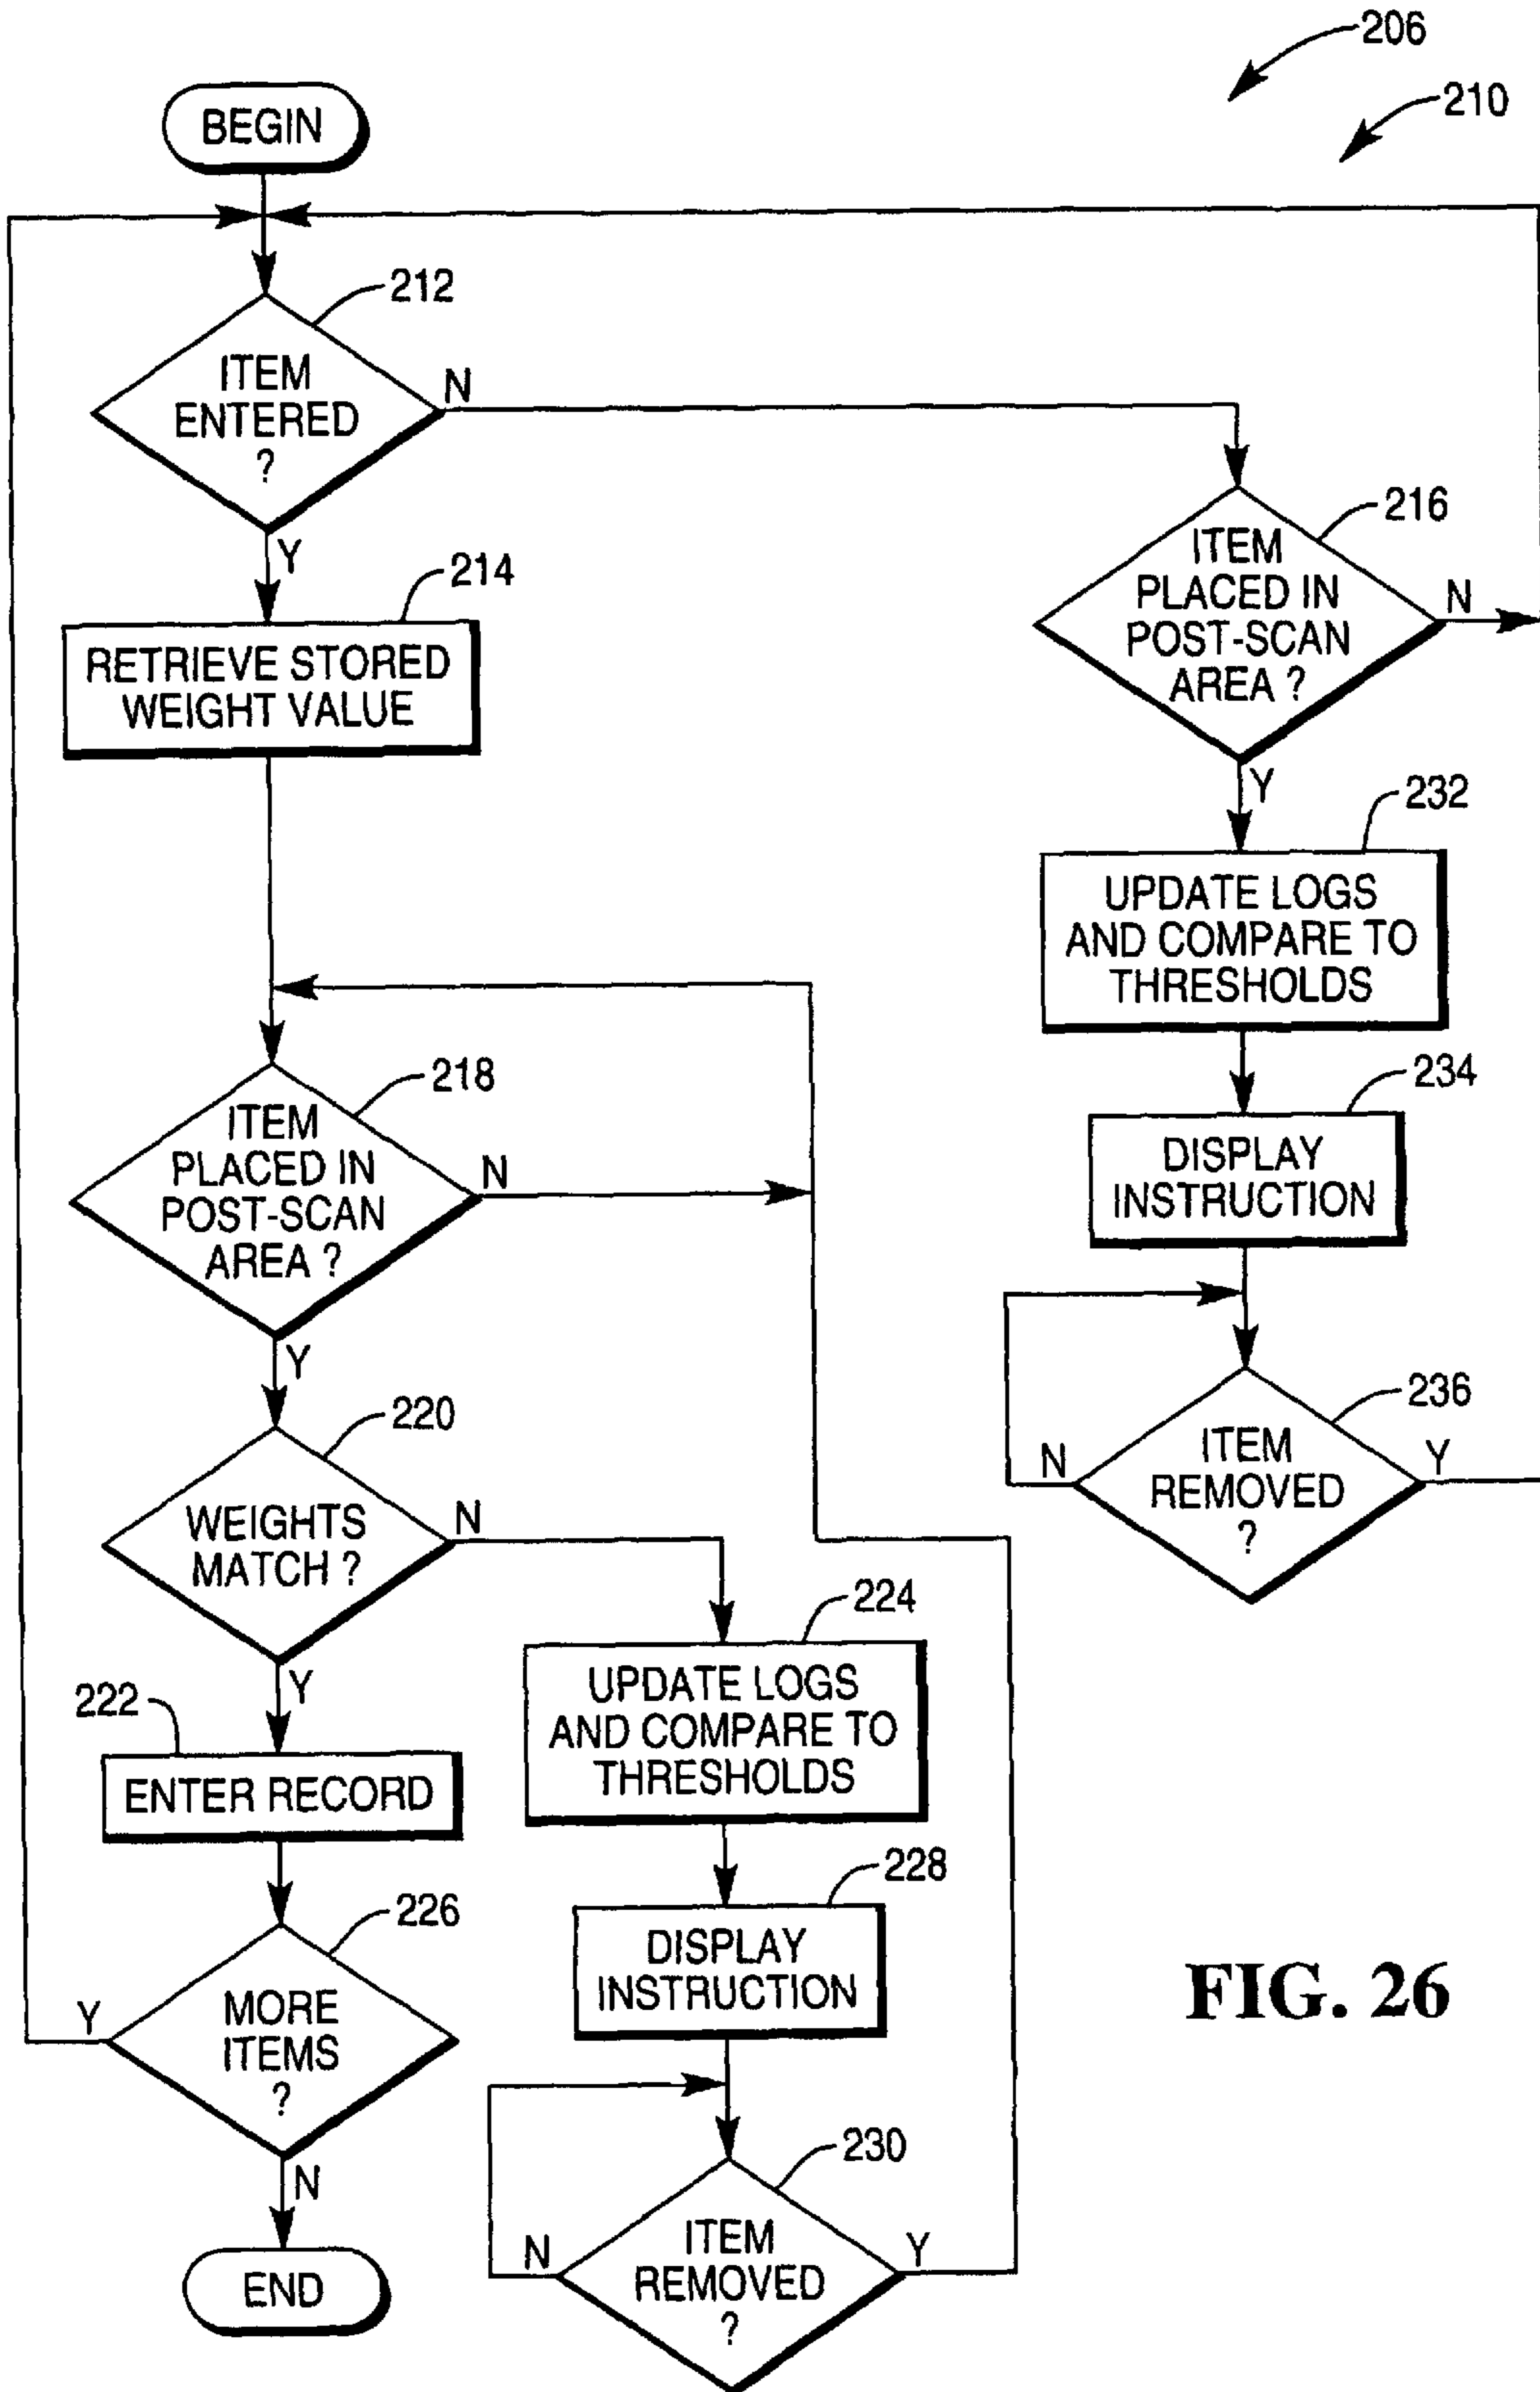 206
210
BEGIN
212
ITEM
ENTERED
?
N
Y
214
RETRIEVE STORED
WEIGHT VALUE
216
ITEM
PLACED IN
POST-SCAN
AREA ?
N
Y
232
UPDATE LOGS
AND COMPARE TO
THRESHOLDS
234
DISPLAY
INSTRUCTION
236
ITEM
REMOVED
?
N
Y
218
ITEM
PLACED IN
POST-SCAN
AREA ?
N
Y
220
WEIGHTS
MATCH ?
N
Y
222
ENTER RECORD
224
UPDATE LOGS
AND COMPARE TO
THRESHOLDS
226
MORE
ITEMS
?
Y
N
END
228
DISPLAY
INSTRUCTION
230
ITEM
REMOVED
?
N
Y
FIG. 26